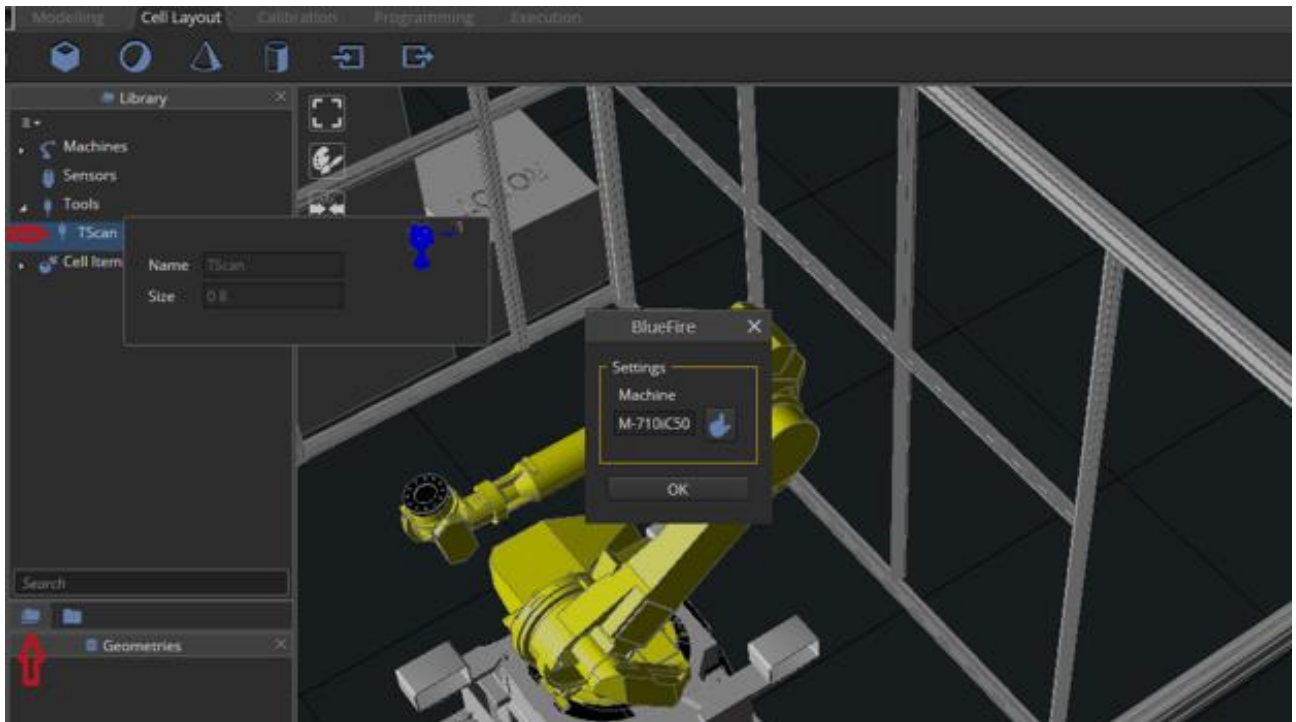 Modelling Cell Layout Calibration Programming Execution
Library
Machines
Sensors
Tools
TScan
Cell Item
Name TScan
Size 0 B
BlueFire
Settings
Machine
M-710iC50
OK
Search
Geometries